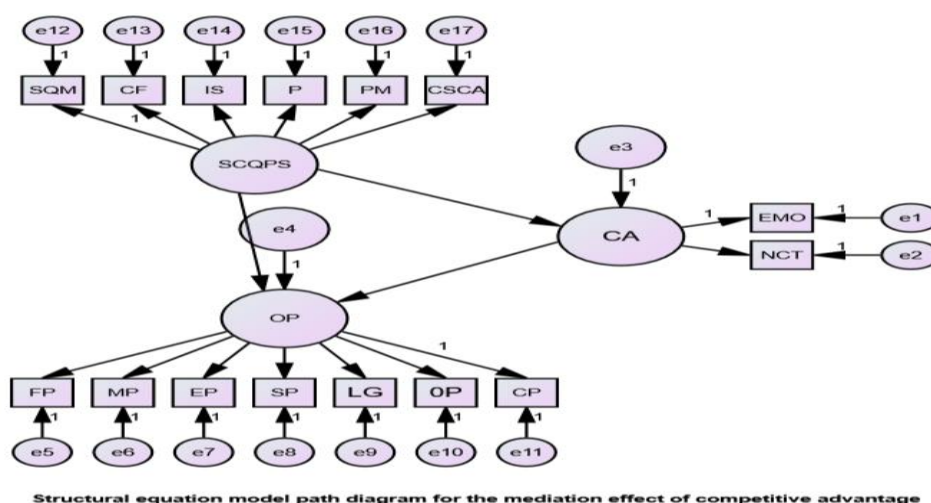 e12 e13 e14 e15 e16 e17
1 1 1 1 1 1
SQM CF IS P PM CSCA
1
SCQPS
e3
1
e4
1
CA
1 EMO 1 e1
NCT 1 e2
OP
1
FP MP EP SP LG 0P CP
1 1 1 1 1 1 1
e5 e6 e7 e8 e9 e10 e11
Structural equation model path diagram for the mediation effect of competitive advantage